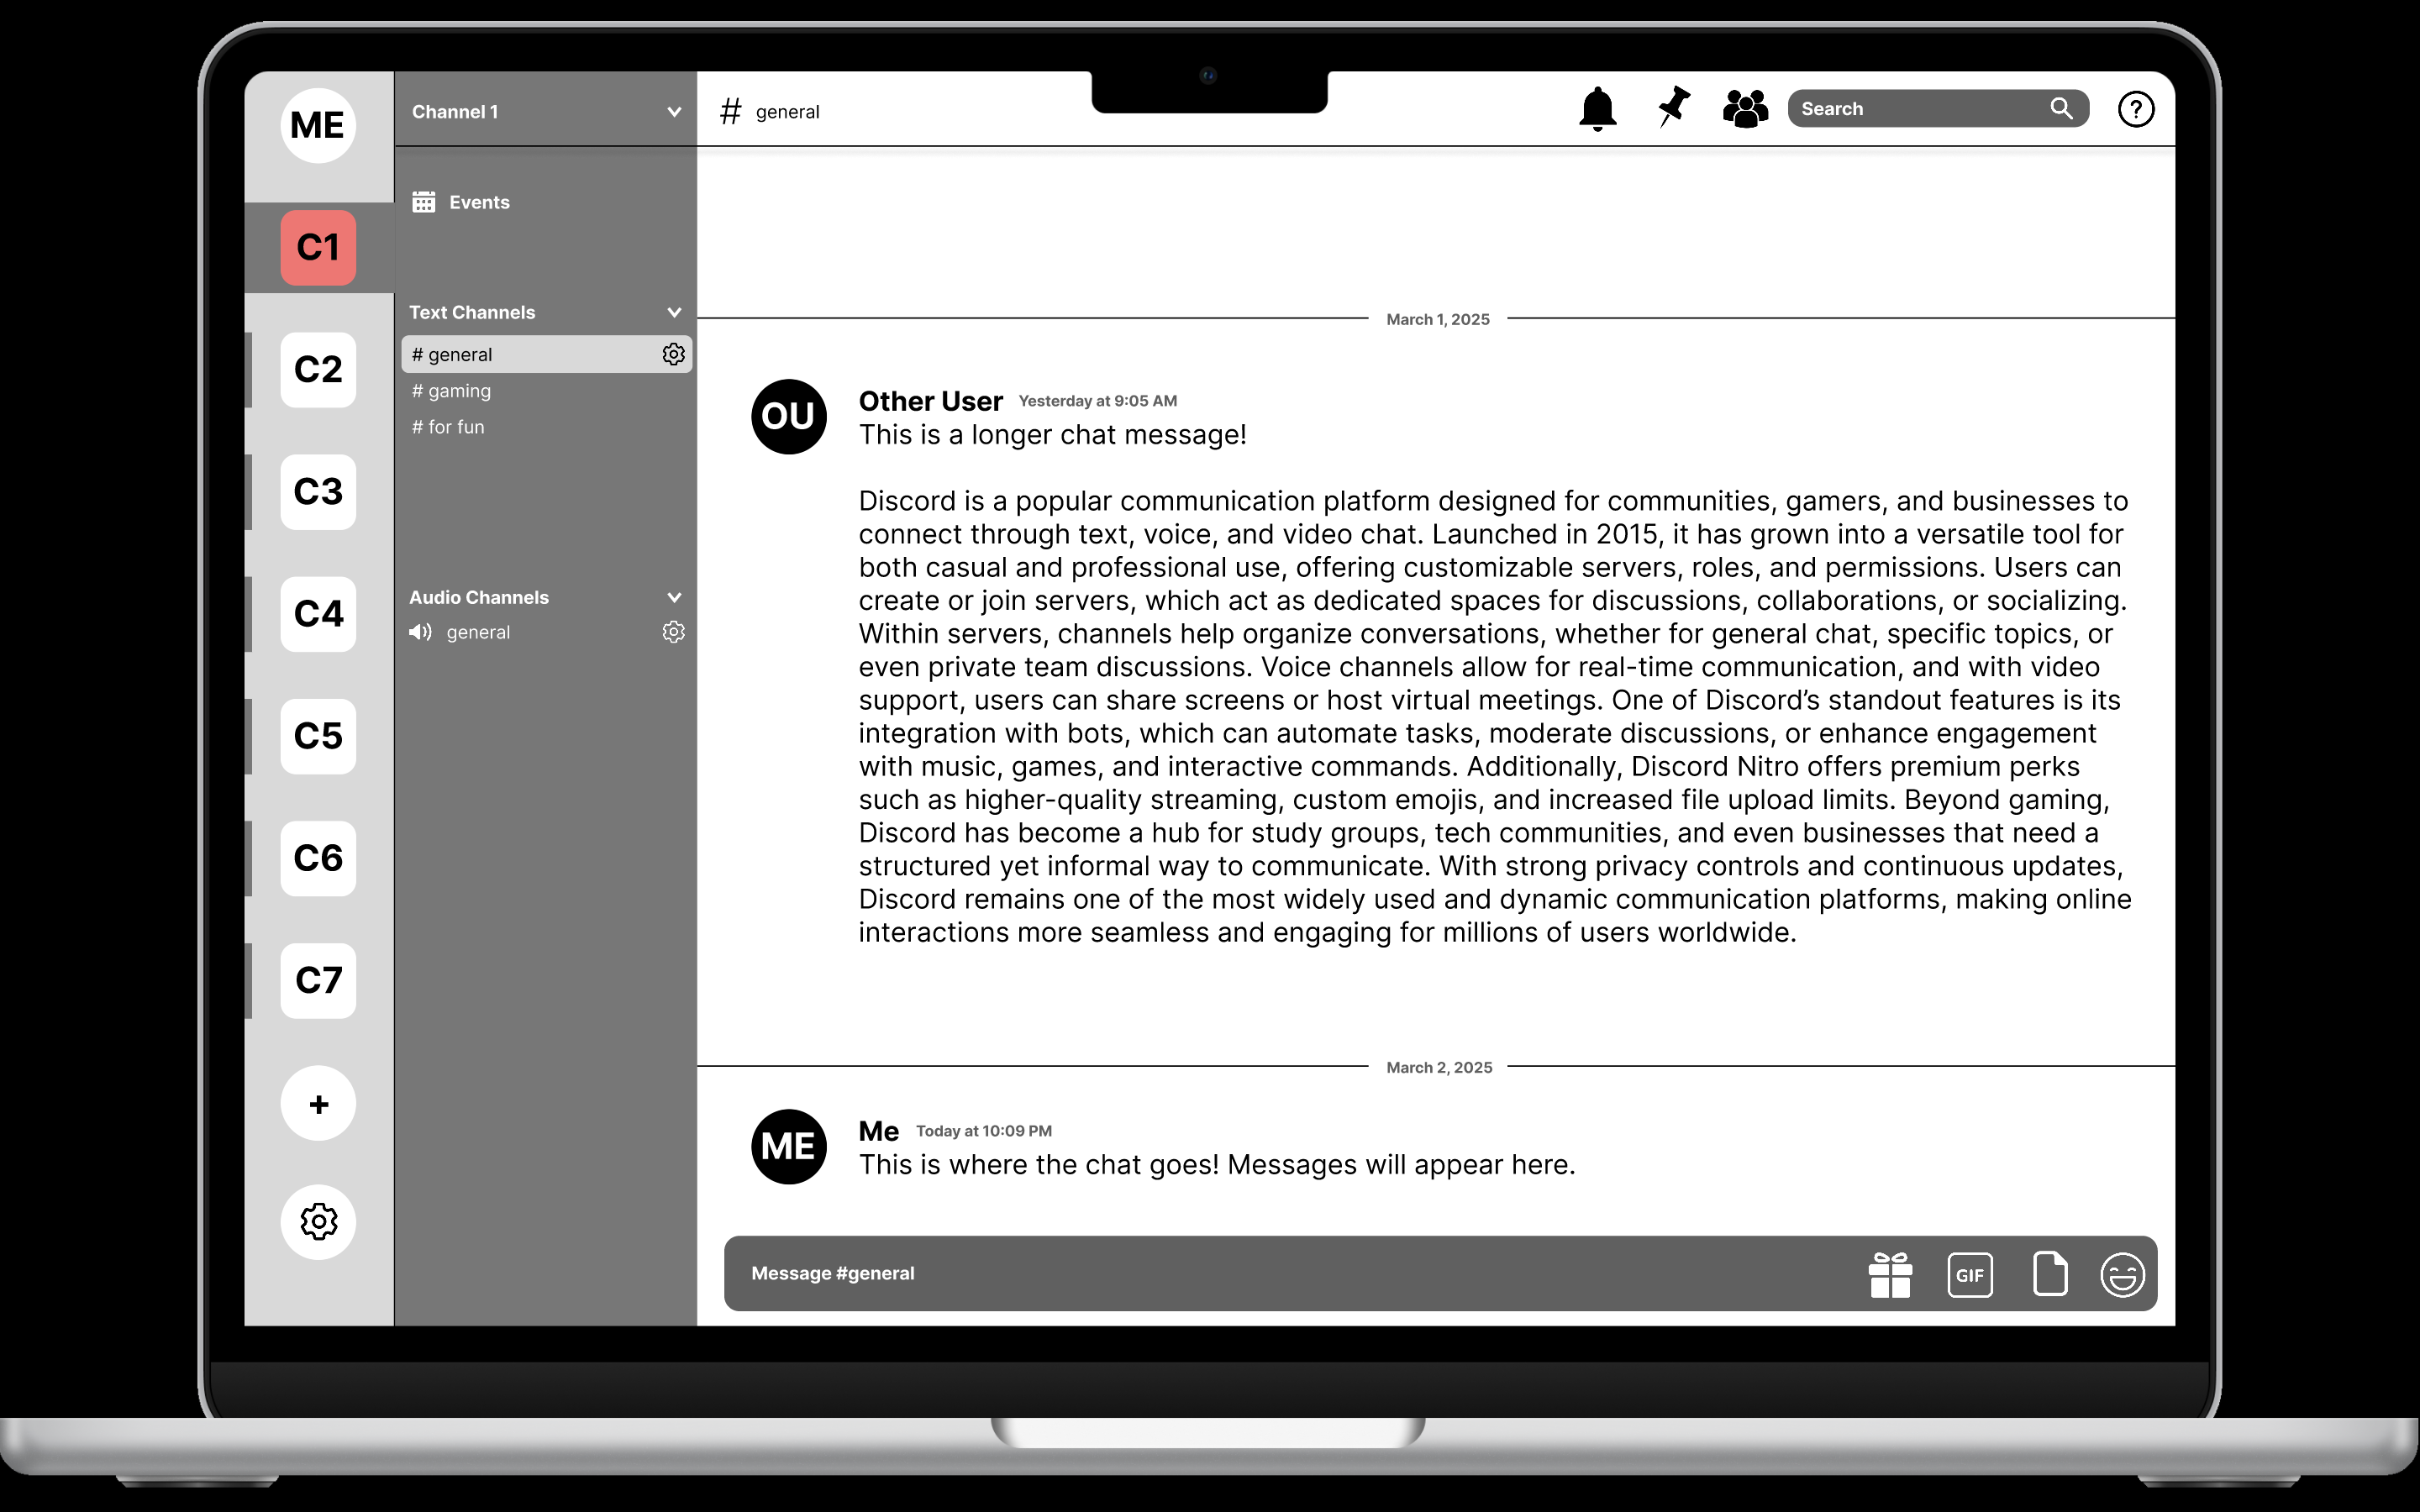 ME
C1
C2
C3
C4
C5
C6
C7
+
Channel 1
Events
Text Channels
# general
# gaming
# for fun
Audio Channels
general
# general
Search
?
March 1, 2025
OU
Other User Yesterday at 9:05 AM
This is a longer chat message!
Discord is a popular communication platform designed for communities, gamers, and businesses to
connect through text, voice, and video chat. Launched in 2015, it has grown into a versatile tool for
both casual and professional use, offering customizable servers, roles, and permissions. Users can
create or join servers, which act as dedicated spaces for discussions, collaborations, or socializing.
Within servers, channels help organize conversations, whether for general chat, specific topics, or
even private team discussions. Voice channels allow for real-time communication, and with video
support, users can share screens or host virtual meetings. One of Discord’s standout features is its
integration with bots, which can automate tasks, moderate discussions, or enhance engagement
with music, games, and interactive commands. Additionally, Discord Nitro offers premium perks
such as higher-quality streaming, custom emojis, and increased file upload limits. Beyond gaming,
Discord has become a hub for study groups, tech communities, and even businesses that need a
structured yet informal way to communicate. With strong privacy controls and continuous updates,
Discord remains one of the most widely used and dynamic communication platforms, making online
interactions more seamless and engaging for millions of users worldwide.
March 2, 2025
ME
Me Today at 10:09 PM
This is where the chat goes! Messages will appear here.
Message #general
GIF